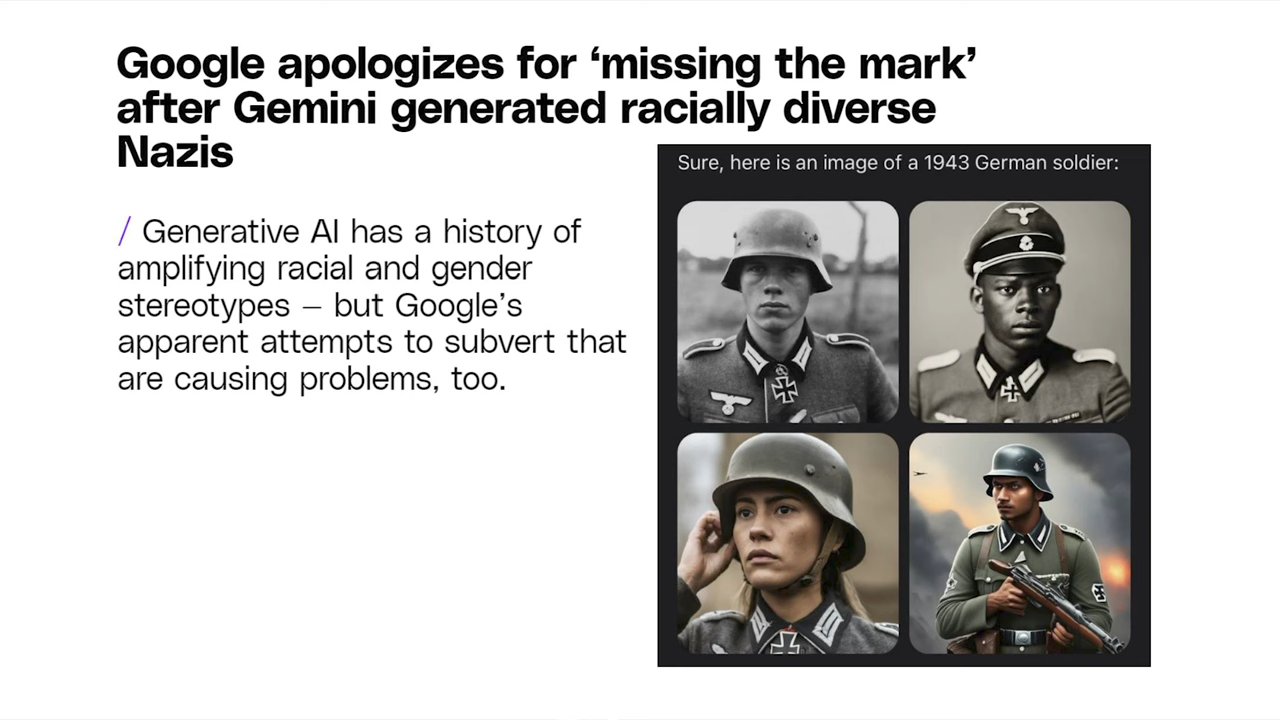 Google apologizes for ‘missing the mark’
after Gemini generated racially diverse
Nazis
/ Generative AI has a history of
amplifying racial and gender
stereotypes — but Google’s
apparent attempts to subvert that
are causing problems, too.
Sure, here is an image of a 1943 German soldier: